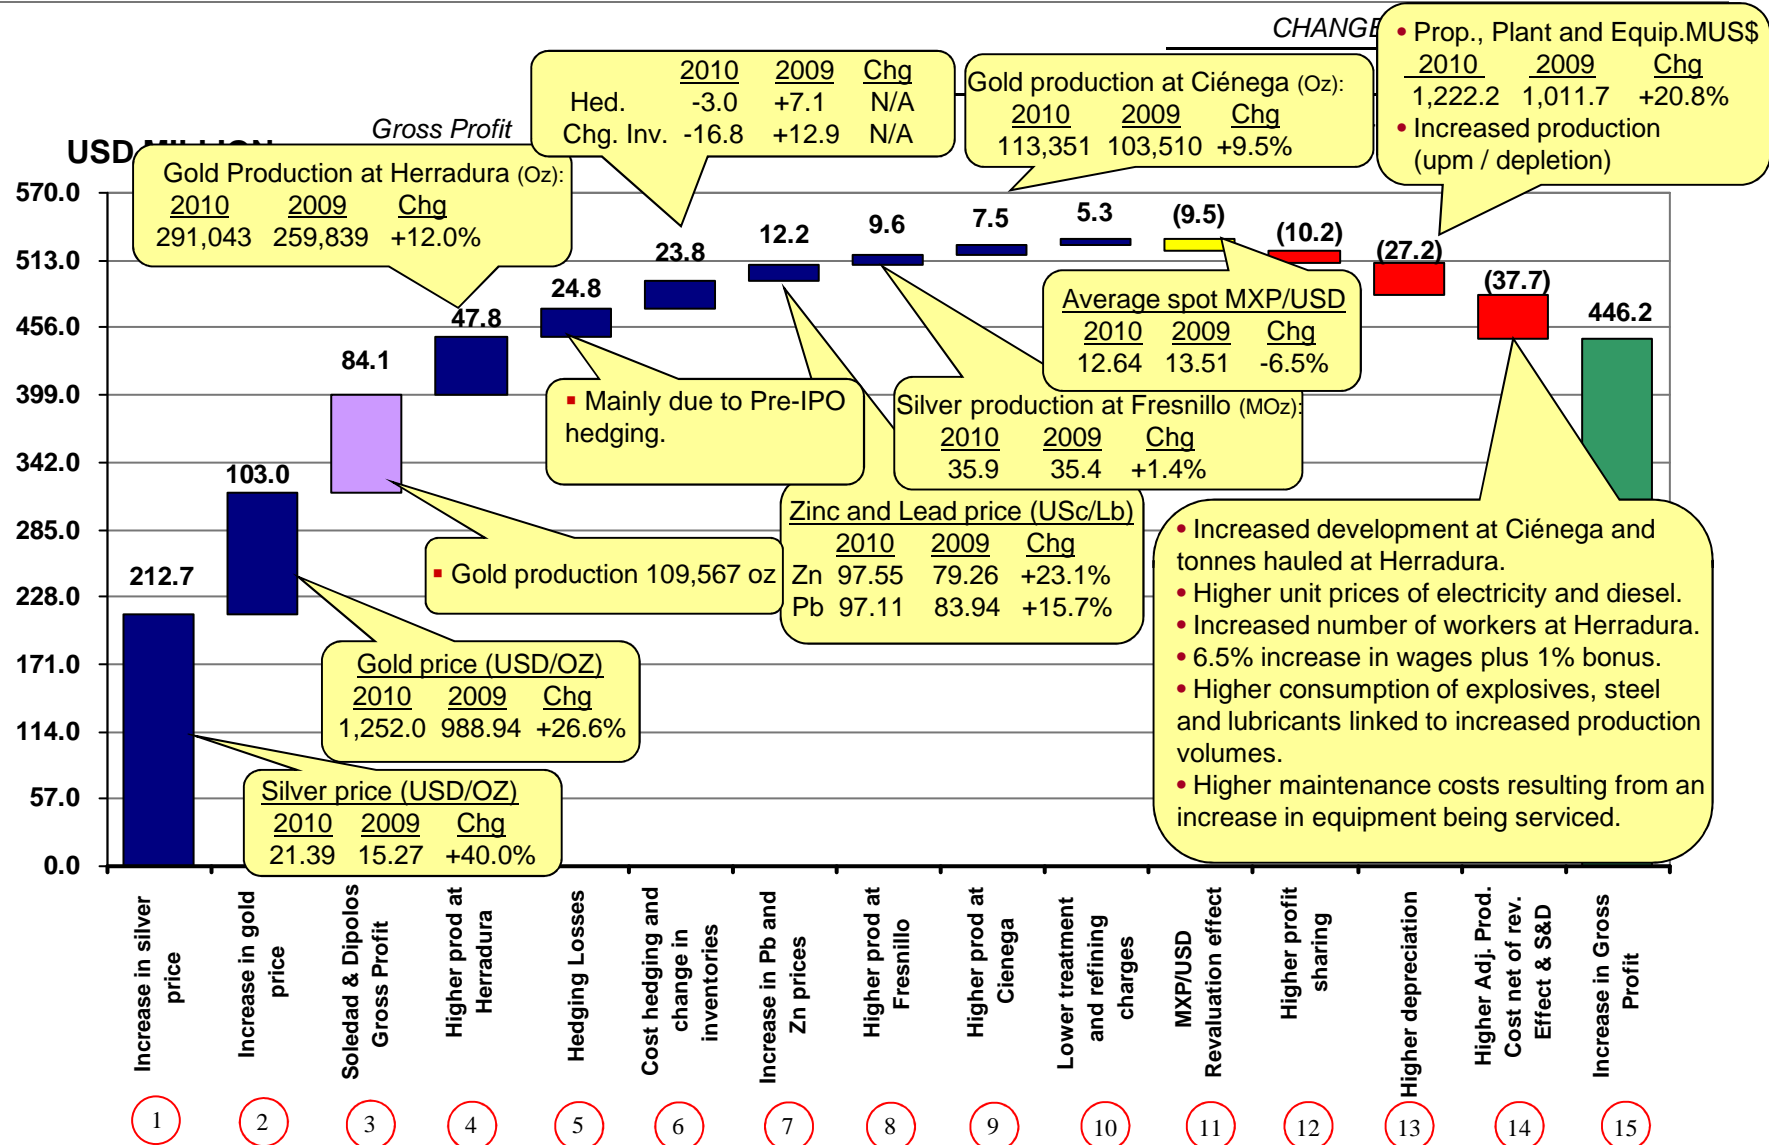 CHANGE
Gross Profit
USD MILLION
• Prop., Plant and Equip.MUS$
2010 2009 Chg
1,222.2 1,011.7 +20.8%
• Increased production
(upm / depletion)
2010 2009 Chg
Hed. -3.0 +7.1 N/A
Chg. Inv. -16.8 +12.9 N/A
Gold production at Ciénega (Oz):
2010 2009 Chg
113,351 103,510 +9.5%
Gold Production at Herradura (Oz):
2010 2009 Chg
291,043 259,839 +12.0%
570.0
513.0
456.0
399.0
342.0
285.0
228.0
171.0
114.0
57.0
0.0
212.7
103.0
84.1
47.8
24.8
23.8
12.2
9.6
7.5
5.3
(9.5)
(10.2)
(27.2)
(37.7)
446.2
Average spot MXP/USD
2010 2009 Chg
12.64 13.51 -6.5%
▪ Mainly due to Pre-IPO
hedging.
Silver production at Fresnillo (MOz):
2010 2009 Chg
35.9 35.4 +1.4%
Zinc and Lead price (USc/Lb)
2010 2009 Chg
Zn 97.55 79.26 +23.1%
Pb 97.11 83.94 +15.7%
▪ Gold production 109,567 oz
Gold price (USD/OZ)
2010 2009 Chg
1,252.0 988.94 +26.6%
Silver price (USD/OZ)
2010 2009 Chg
21.39 15.27 +40.0%
• Increased development at Ciénega and
tonnes hauled at Herradura.
• Higher unit prices of electricity and diesel.
• Increased number of workers at Herradura.
• 6.5% increase in wages plus 1% bonus.
• Higher consumption of explosives, steel
and lubricants linked to increased production
volumes.
• Higher maintenance costs resulting from an
increase in equipment being serviced.
Increase in silver
price
Increase in gold
price
Soledad & Dipolos
Gross Profit
Higher prod at
Herradura
Hedging Losses
Cost hedging and
change in
inventories
Increase in Pb and
Zn prices
Higher prod at
Fresnillo
Higher prod at
Cienega
Lower treatment
and refining
charges
MXP/USD
Revaluation effect
Higher profit
sharing
Higher depreciation
Higher Adj. Prod.
Cost net of rev.
Effect & S&D
Increase in Gross
Profit
1
2
3
4
5
6
7
8
9
10
11
12
13
14
15